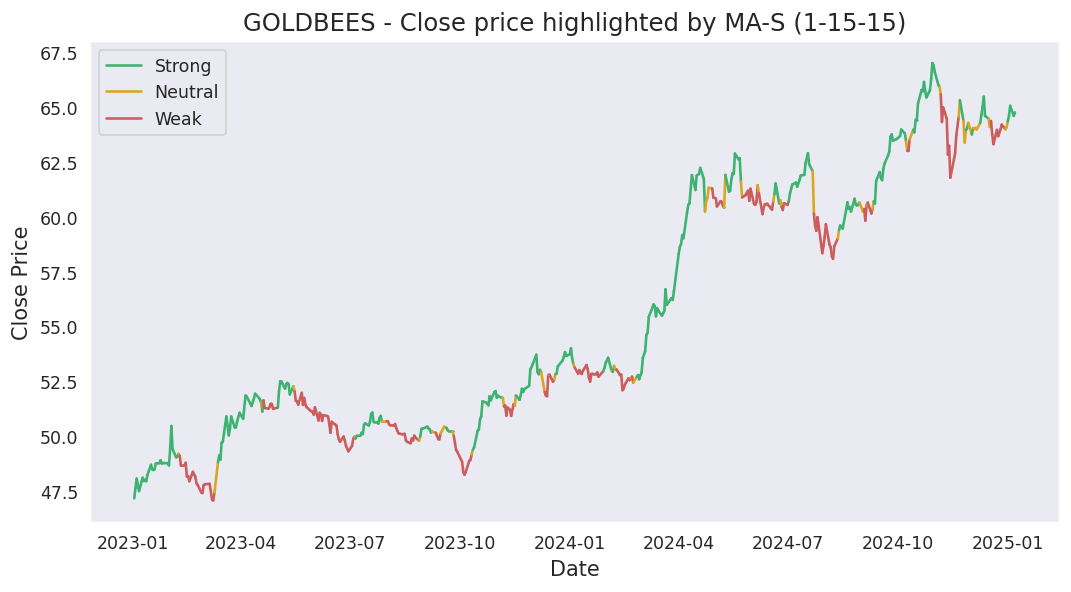 GOLDBEES - Close price highlighted by MA-S (1-15-15)
Strong
Neutral
Weak
67.5
65.0
62.5
60.0
57.5
55.0
52.5
50.0
47.5
Close Price
2023-01 2023-04 2023-07 2023-10 2024-01 2024-04 2024-07 2024-10 2025-01
Date